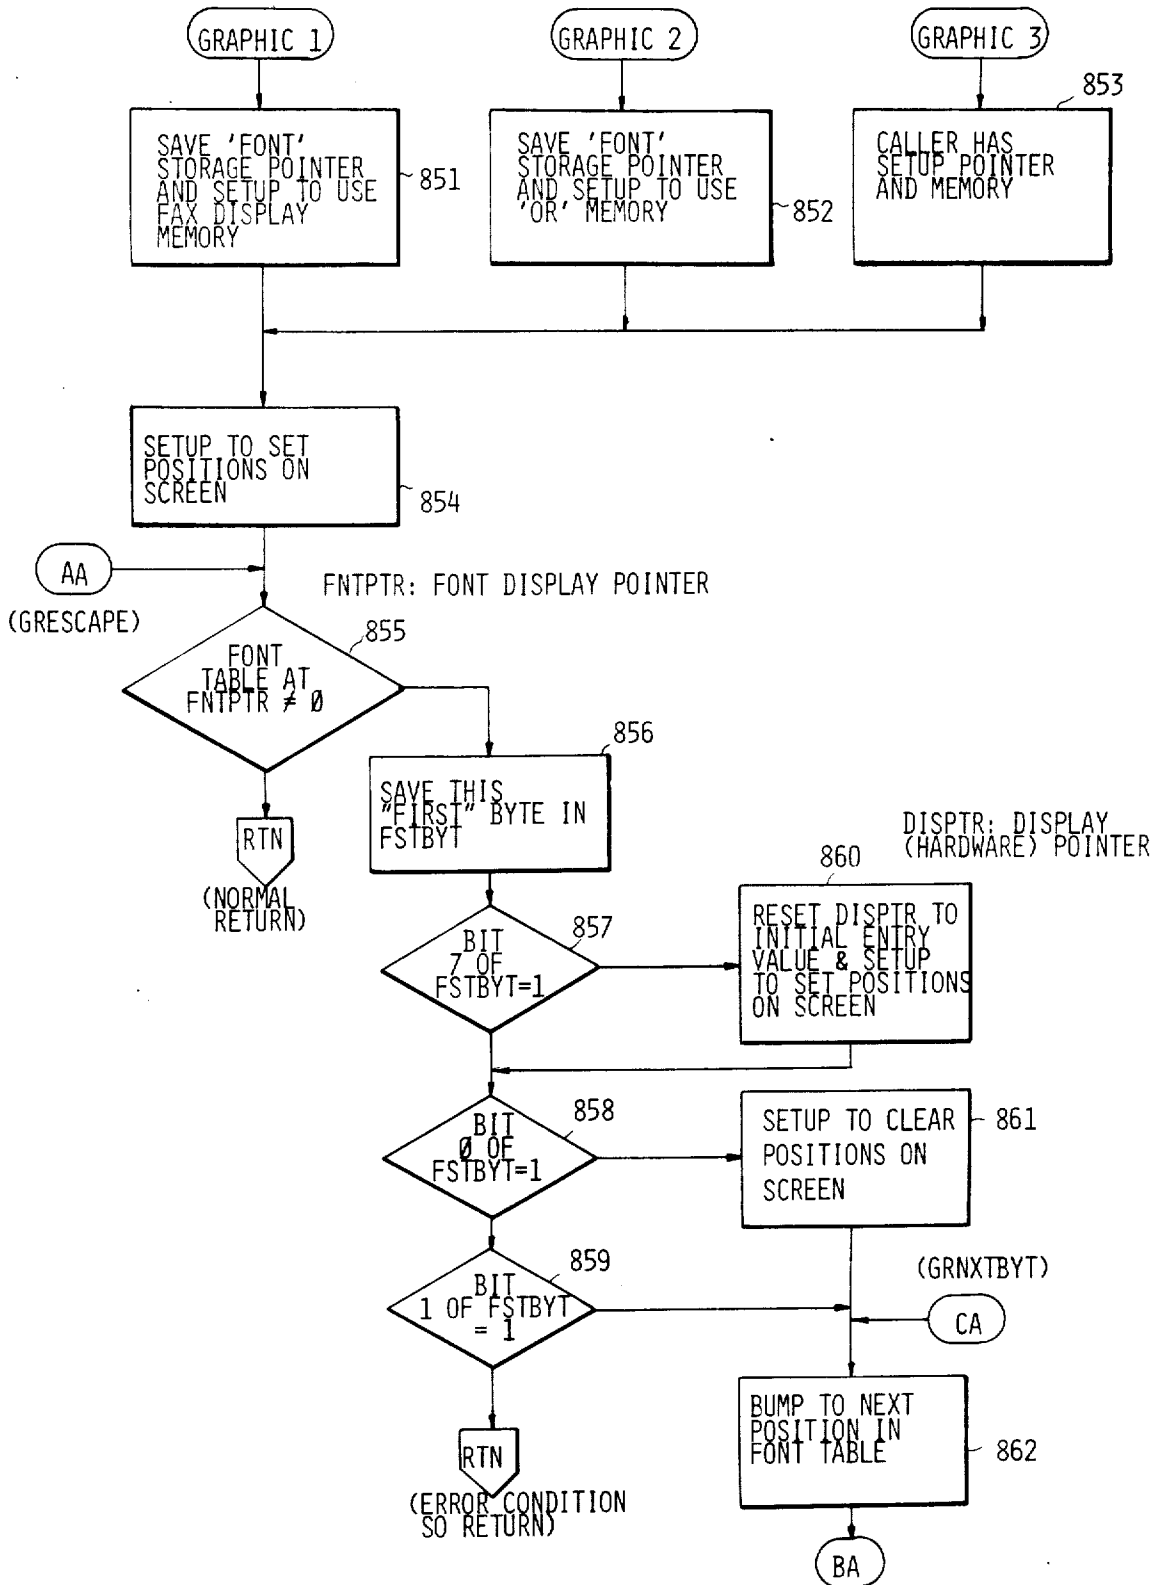 GRAPHIC 1
GRAPHIC 2
GRAPHIC 3
853
SAVE 'FONT'
STORAGE POINTER
AND SETUP TO USE
FAX DISPLAY
MEMORY
851
SAVE 'FONT'
STORAGE POINTER
AND SETUP TO USE
'OR' MEMORY
852
CALLER HAS
SETUP POINTER
AND MEMORY
SETUP TO SET
POSITIONS ON
SCREEN
854
AA
(GRESCAPE)
FNTPTR: FONT DISPLAY POINTER
855
FONT
TABLE AT
FNTPTR ≠ Ø
856
SAVE THIS
"FIRST" BYTE IN
FSTBYT
RTN
(NORMAL
RETURN)
DISPTR: DISPLAY
(HARDWARE) POINTER
860
857
BIT
7 OF
FSTBYT=1
RESET DISPTR TO
INITIAL ENTRY
VALUE & SETUP
TO SET POSITIONS
ON SCREEN
858
BIT
Ø OF
FSTBYT=1
SETUP TO CLEAR
POSITIONS ON
SCREEN
861
859
BIT
1 OF FSTBYT
= 1
(GRNXTBYT)
CA
BUMP TO NEXT
POSITION IN
FONT TABLE
862
RTN
(ERROR CONDITION
SO RETURN)
BA